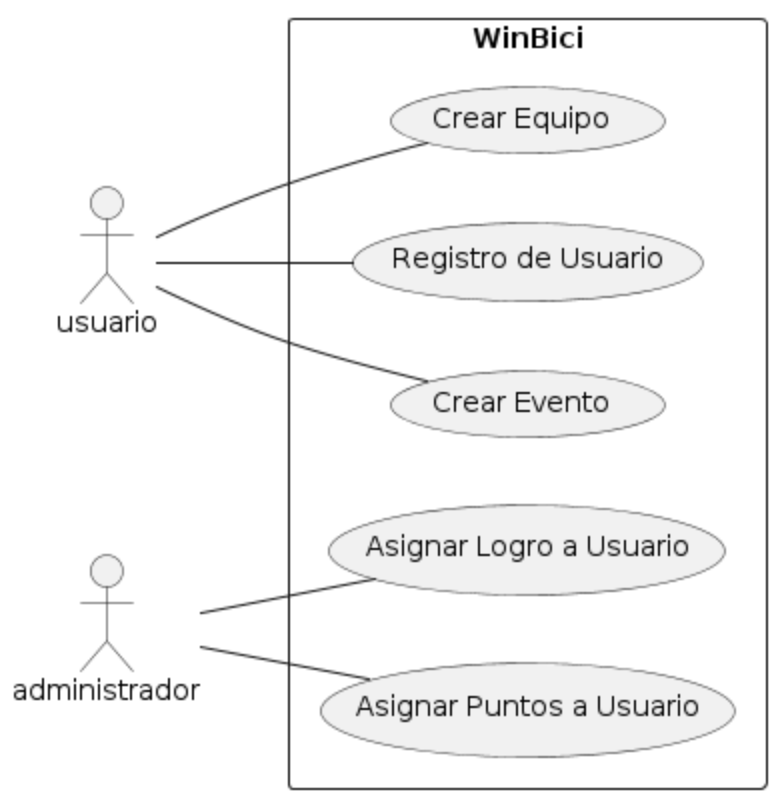 WinBici
Crear Equipo
Registro de Usuario
usuario
Crear Evento
Asignar Logro a Usuario
administrador
Asignar Puntos a Usuario